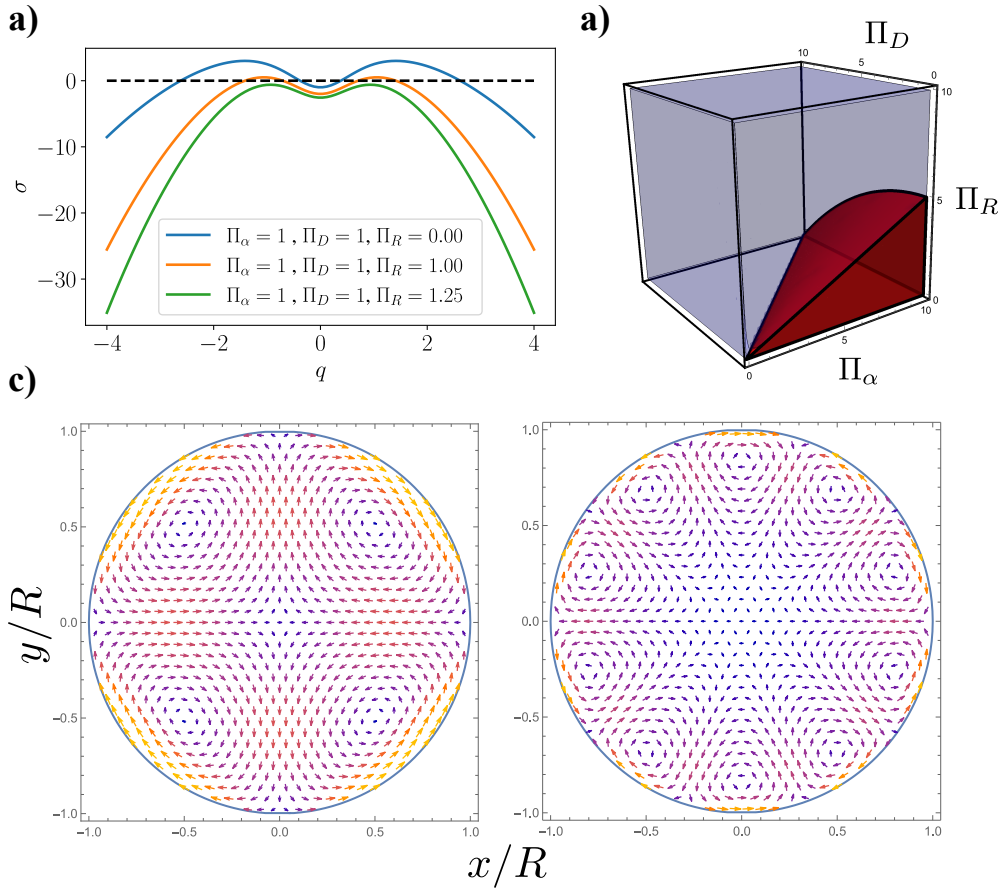 a)
0
−10
−20
−30
σ
Π_α = 1 , Π_D = 1, Π_R = 0.00
Π_α = 1 , Π_D = 1, Π_R = 1.00
Π_α = 1 , Π_D = 1, Π_R = 1.25
−4 −2 0 2 4
q
a)
10 5 0
Π_D
10
5
0
Π_R
0 5 10
Π_α
c)
1.0
0.5
0.0
-0.5
-1.0
-1.0 -0.5 0.0 0.5 1.0
1.0
0.5
0.0
-0.5
-1.0
-1.0 -0.5 0.0 0.5 1.0
y/R
x/R